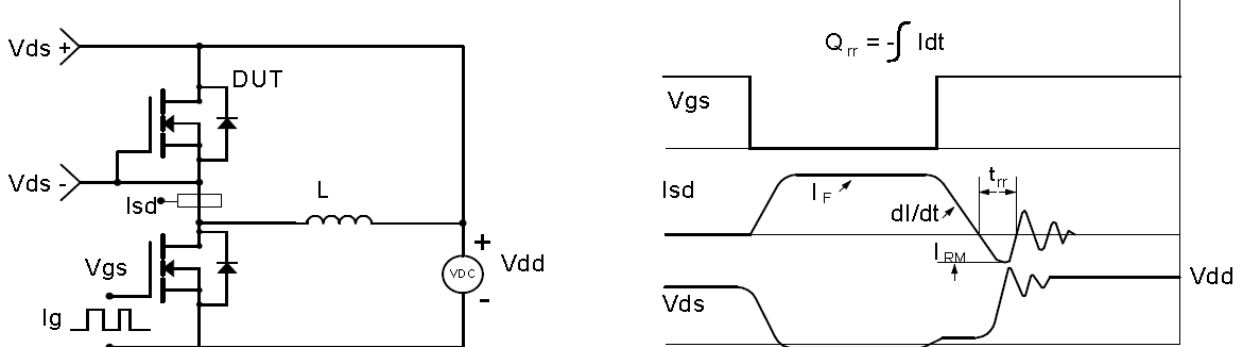 Vds +
DUT
Vds -
Isd
L
Vgs
Ig
+
VDC
-
Vdd
Q rr = -∫ Idt
Vgs
Isd
I F
dI/dt
t rr
I RM
Vds
Vdd